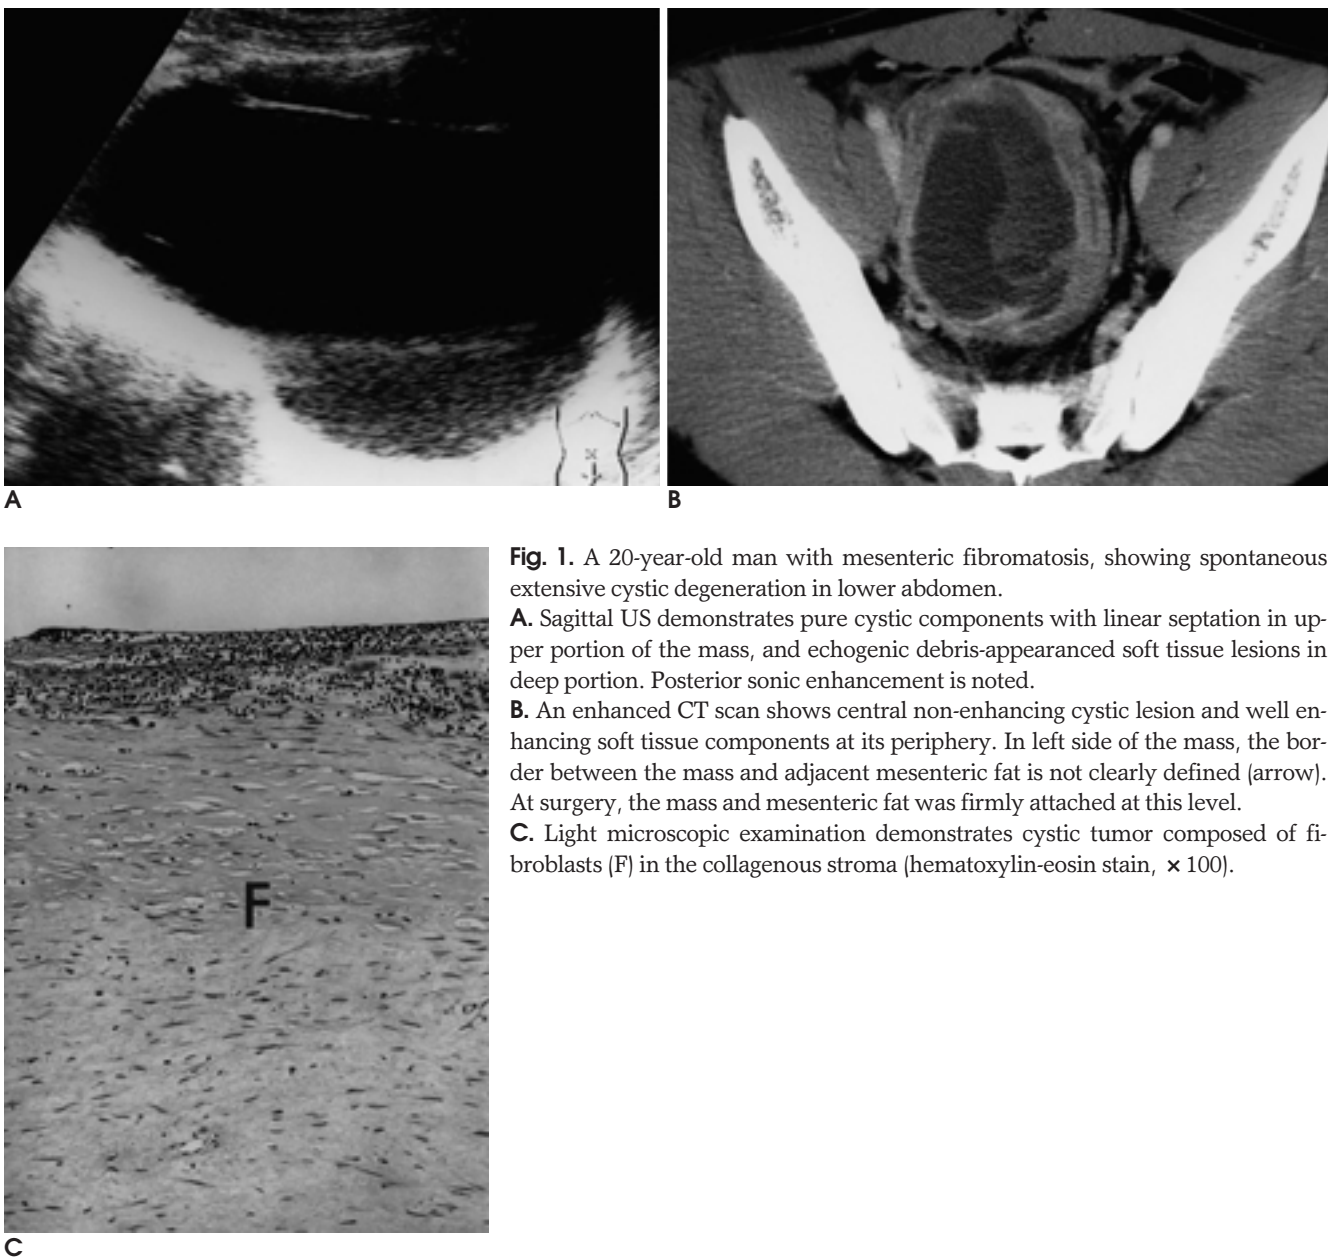 A
B
Fig. 1. A 20-year-old man with mesenteric fibromatosis, showing spontaneous
extensive cystic degeneration in lower abdomen.
A. Sagittal US demonstrates pure cystic components with linear septation in up-
per portion of the mass, and echogenic debris-appearanced soft tissue lesions in
deep portion. Posterior sonic enhancement is noted.
B. An enhanced CT scan shows central non-enhancing cystic lesion and well en-
hancing soft tissue components at its periphery. In left side of the mass, the bor-
der between the mass and adjacent mesenteric fat is not clearly defined (arrow).
At surgery, the mass and mesenteric fat was firmly attached at this level.
C. Light microscopic examination demonstrates cystic tumor composed of fi-
broblasts (F) in the collagenous stroma (hematoxylin-eosin stain, × 100).
F
C